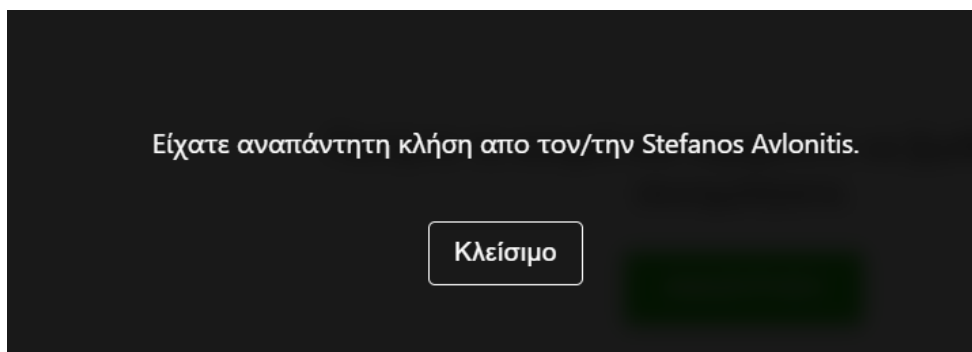 Είχατε αναπάντητη κλήση απο τον/την Stefanos Avlonitis.
Κλείσιμο